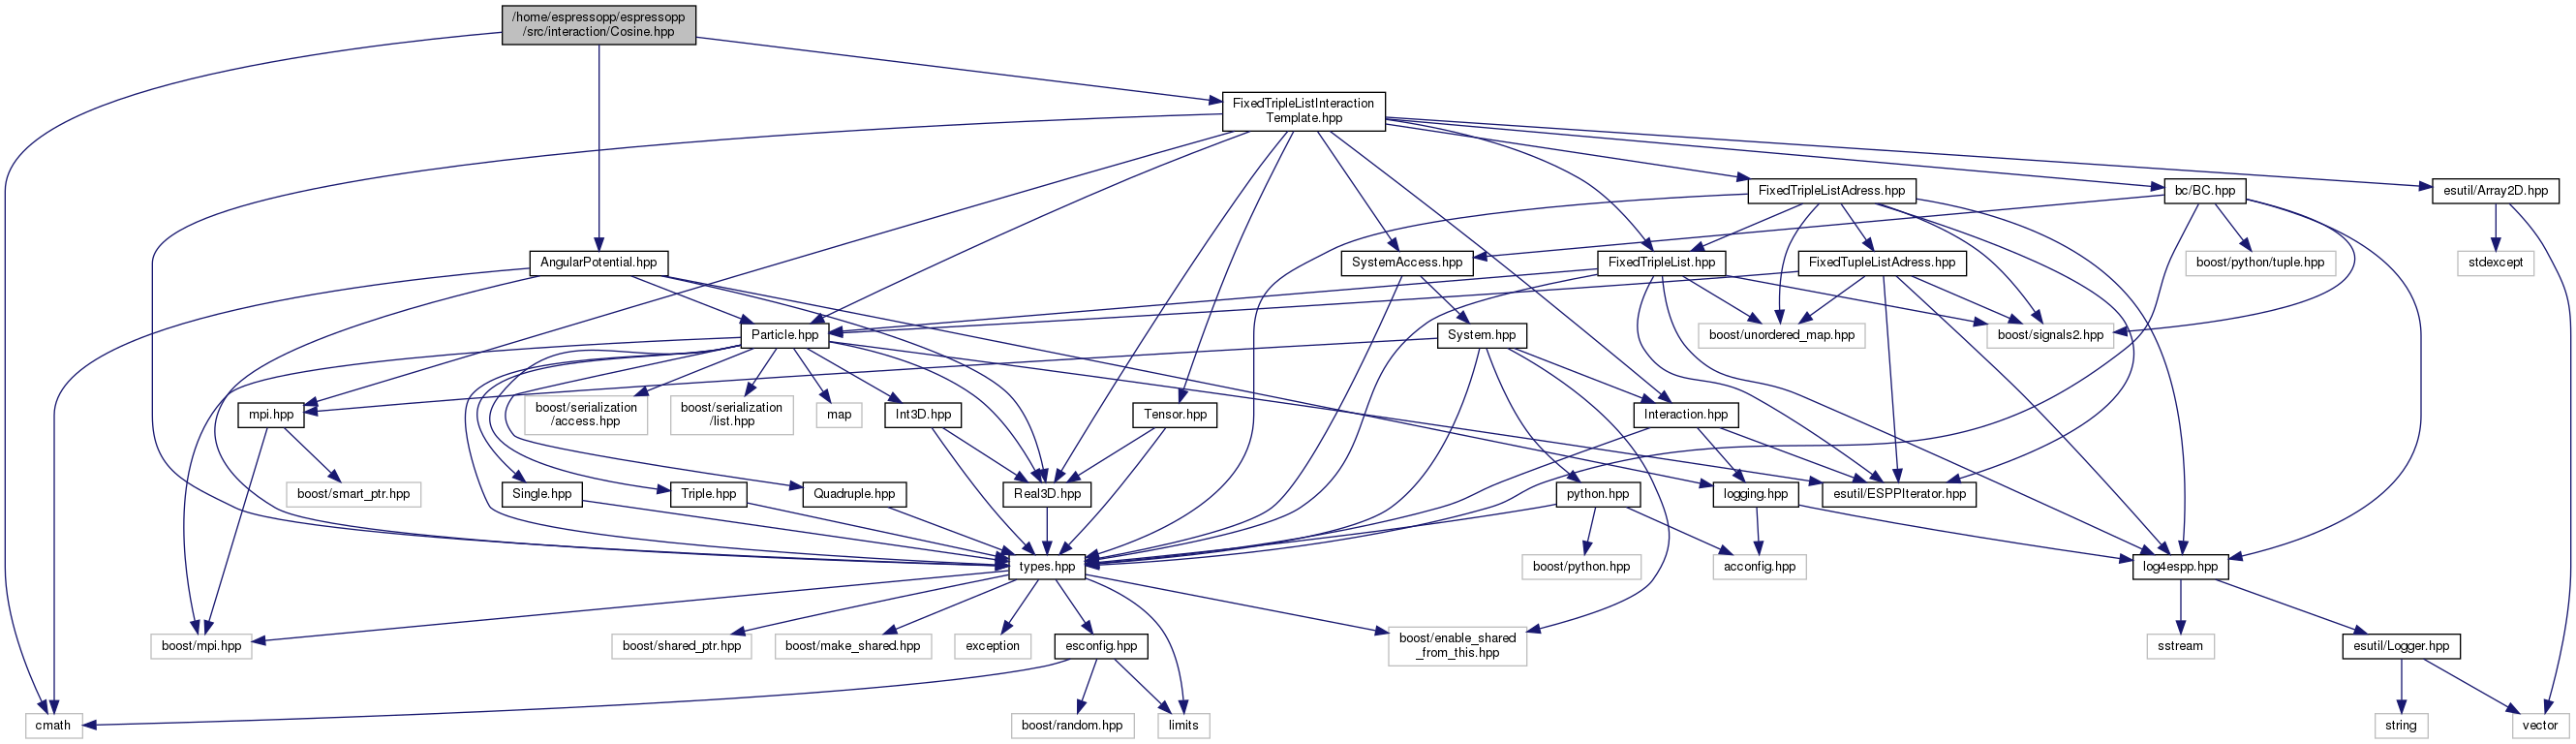 /home/espressopp/espressopp
/src/interaction/Cosine.hpp
FixedTripleListInteraction
Template.hpp
FixedTripleListAdress.hpp
bc/BC.hpp
esutil/Array2D.hpp
AngularPotential.hpp
SystemAccess.hpp
FixedTripleList.hpp
FixedTupleListAdress.hpp
boost/python/tuple.hpp
stdexcept
Particle.hpp
System.hpp
boost/unordered_map.hpp
boost/signals2.hpp
mpi.hpp
boost/serialization
/access.hpp
boost/serialization
/list.hpp
map
Int3D.hpp
Tensor.hpp
Interaction.hpp
boost/smart_ptr.hpp
Single.hpp
Triple.hpp
Quadruple.hpp
Real3D.hpp
python.hpp
logging.hpp
esutil/ESPPIterator.hpp
types.hpp
boost/python.hpp
acconfig.hpp
log4espp.hpp
boost/mpi.hpp
boost/shared_ptr.hpp
boost/make_shared.hpp
exception
esconfig.hpp
boost/enable_shared
_from_this.hpp
sstream
esutil/Logger.hpp
cmath
boost/random.hpp
limits
string
vector